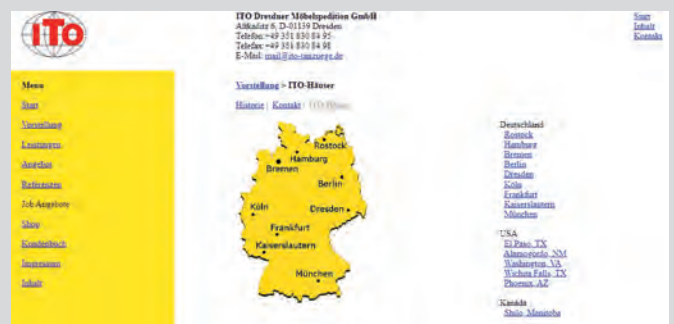 ITO
ITO Dresdner Möbelspedition GmbH
Altkaditz 6, D-01139 Dresden
Telefon: +49 351 830 84 95
Telefax: +49 351 830 84 98
E-Mail: mail@ito-umzuege.de
Start
Inhalt
Kontakt
Menu
Start
Vorstellung
Leistungen
Angebot
Referenzen
Job Angebote
Shop
Kundenbuch
Impressum
Inhalt
Vorstellung > ITO-Häuser
Historie | Kontakt | ITO-Häuser
Rostock
Hamburg
Bremen
Berlin
Köln
Dresden
Frankfurt
Kaiserslautern
München
Deutschland
Rostock
Hamburg
Bremen
Berlin
Dresden
Köln
Frankfurt
Kaiserslautern
München
USA
El Paso, TX
Alamogordo, NM
Washington, VA
Wichita Falls, TX
Phoenix, AZ
Kanada
Shilo, Manitoba